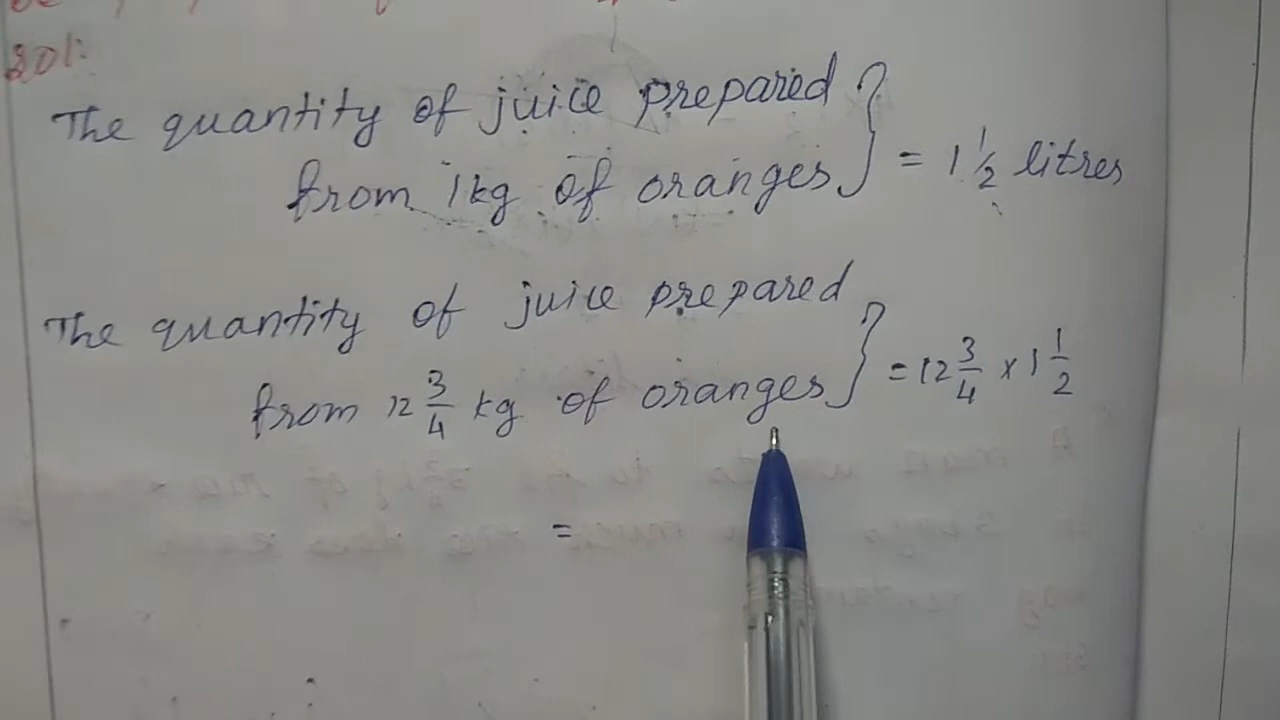 Sol:
The quantity of juice prepared
from 1kg of oranges } = 1 1/2 litres
The quantity of juice prepared
from 12 3/4 kg of oranges } = 12 3/4 × 1 1/2
=